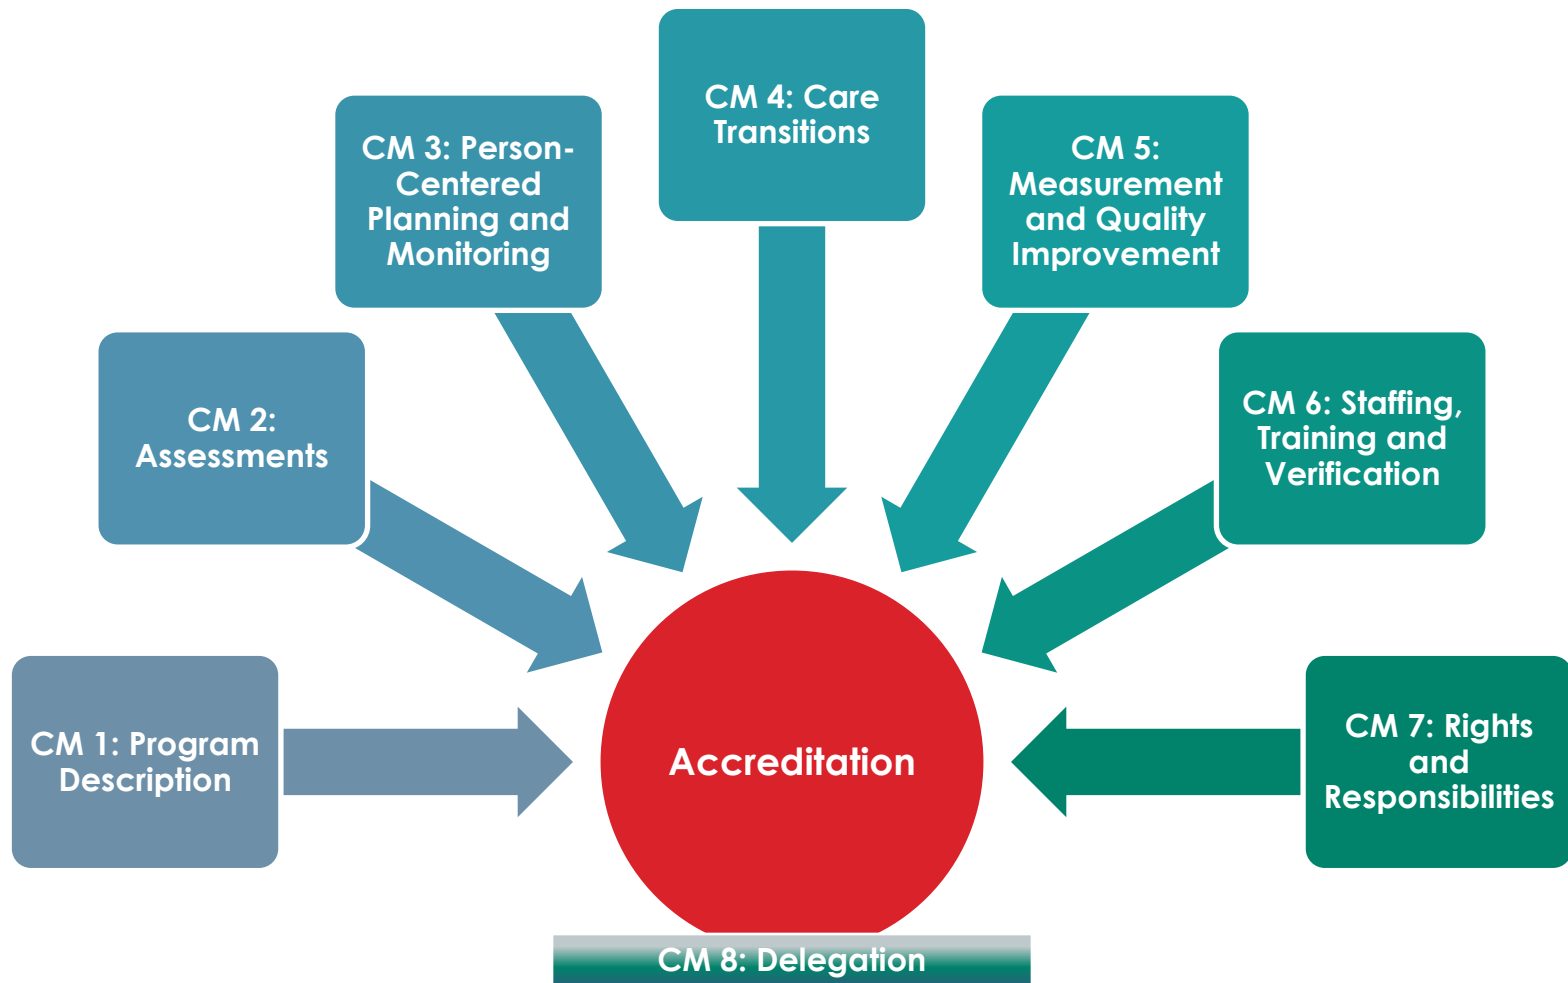 CM 1: Program
Description
CM 2:
Assessments
CM 3: Person-
Centered
Planning and
Monitoring
CM 4: Care
Transitions
CM 5:
Measurement
and Quality
Improvement
CM 6: Staffing,
Training and
Verification
CM 7: Rights
and
Responsibilities
Accreditation
CM 8: Delegation